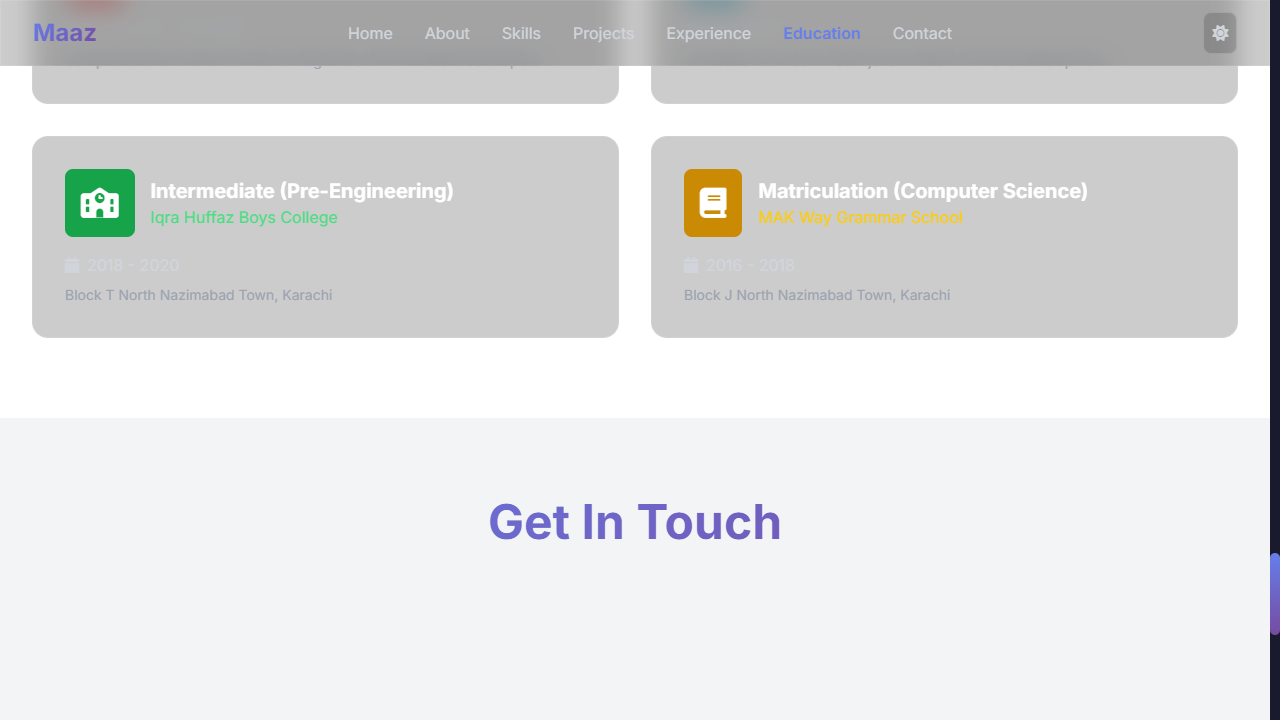 Maaz
Home
About
Skills
Projects
Experience
Education
Contact
Intermediate (Pre-Engineering)
Iqra Huffaz Boys College
2018 - 2020
Block T North Nazimabad Town, Karachi
Matriculation (Computer Science)
MAK Way Grammar School
2016 - 2018
Block J North Nazimabad Town, Karachi
Get In Touch